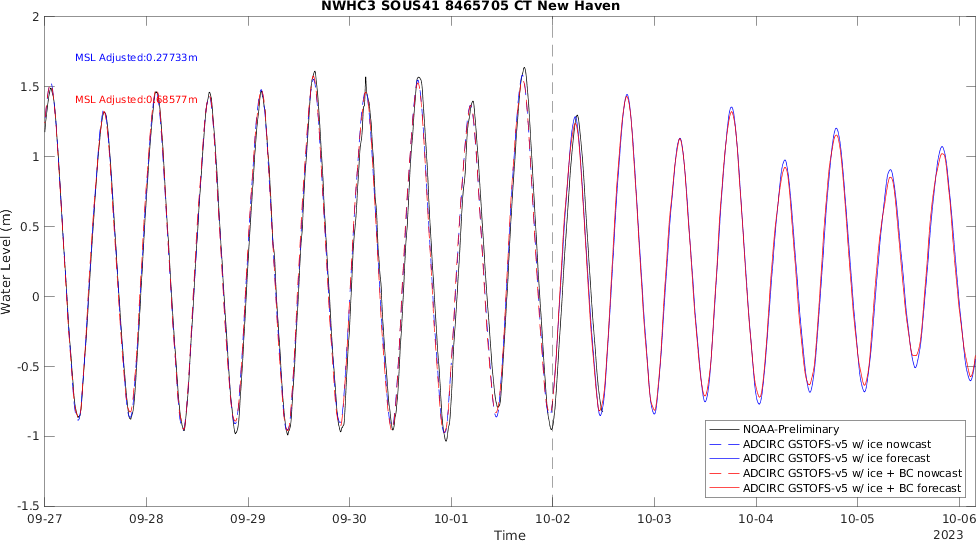 NWHC3 SOUS41 8465705 CT New Haven
2
1.5
1
0.5
0
-0.5
-1
-1.5
Water Level (m)
MSL Adjusted:0.27733m
MSL Adjusted:0.68577m
NOAA-Preliminary
ADCIRC GSTOFS-v5 w/ ice nowcast
ADCIRC GSTOFS-v5 w/ ice forecast
ADCIRC GSTOFS-v5 w/ ice + BC nowcast
ADCIRC GSTOFS-v5 w/ ice + BC forecast
09-27 09-28 09-29 09-30 10-01 10-02 10-03 10-04 10-05 10-06
Time
2023